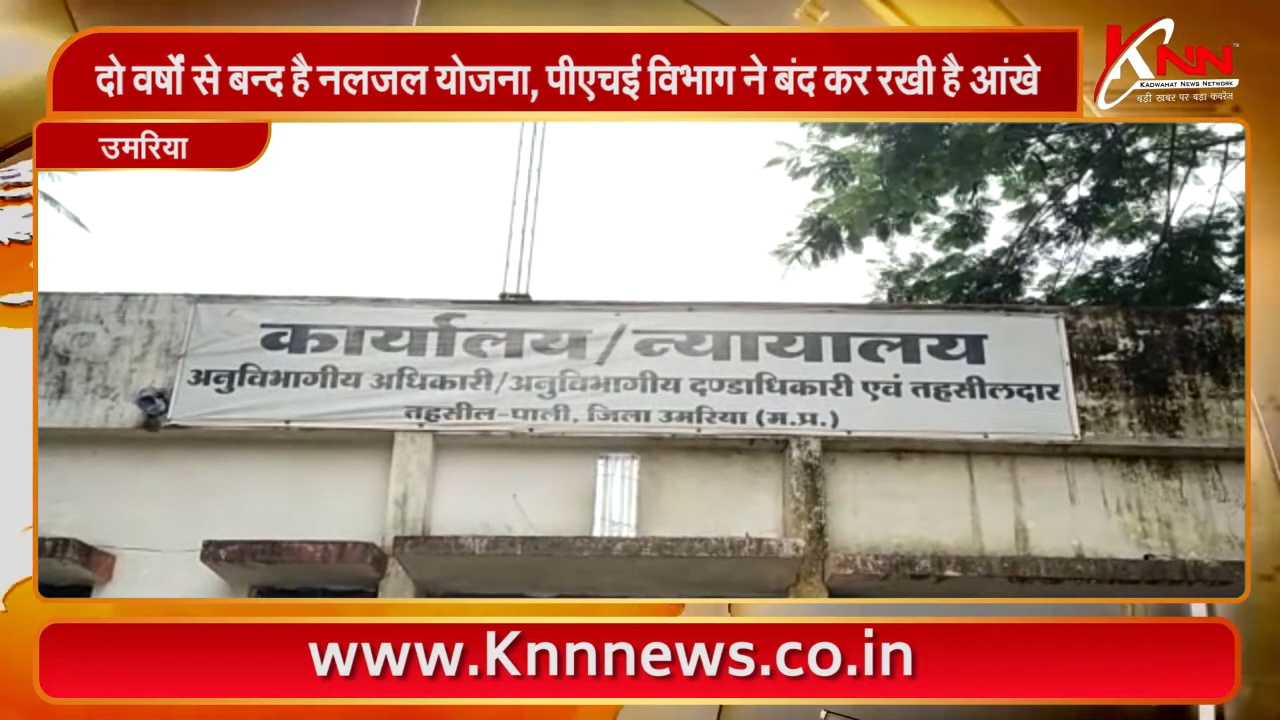 दो वर्षों से बन्द है नलजल योजना, पीएचई विभाग ने बंद कर रखी है आंखे
KNN™
KADWAHAT NEWS NETWORK
बड़ी खबर पर बड़ा कवरेज
उमरिया
कार्यालय/न्यायालय
अनुविभागीय अधिकारी/अनुविभागीय दण्डाधिकारी एवं तहसीलदार
तहसील-पाली, जिला उमरिया (म.प्र.)
www.Knnnews.co.in